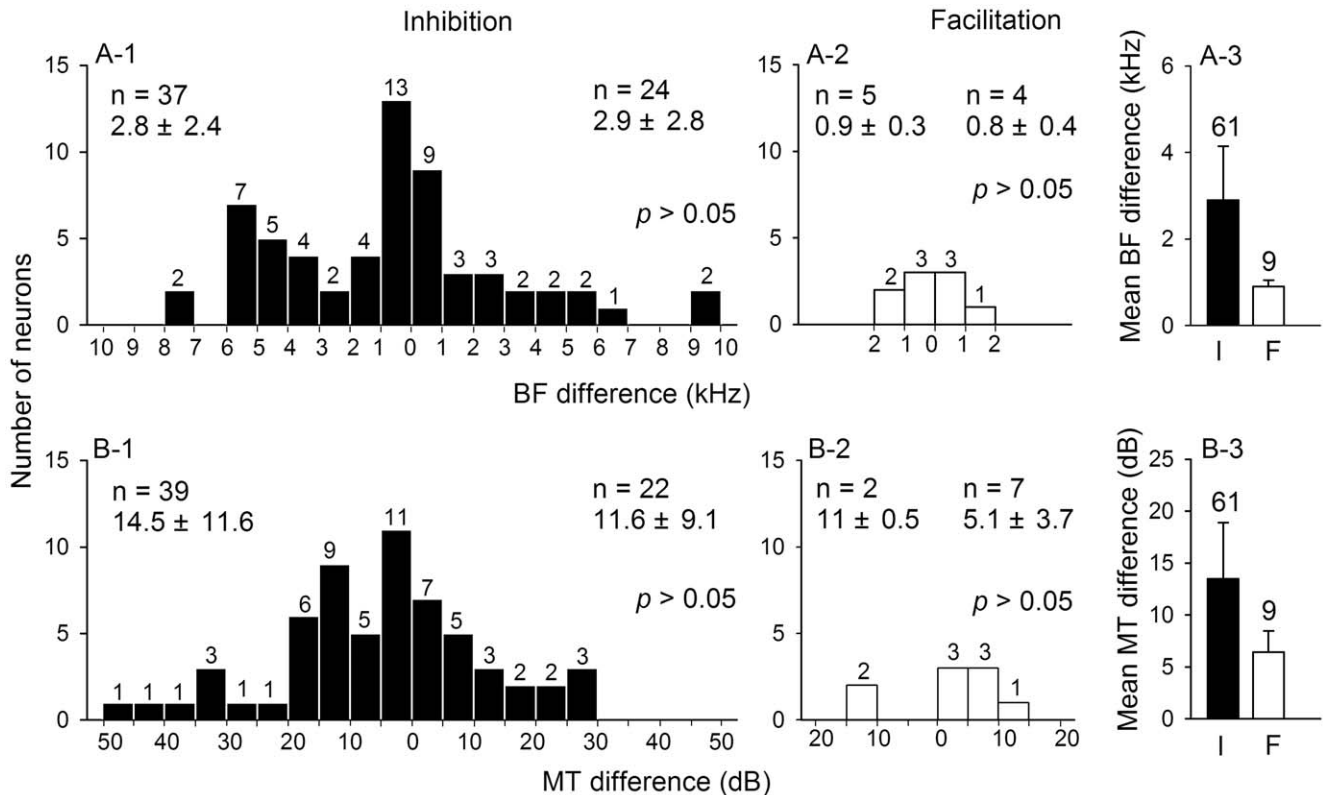 Inhibition
Facilitation
A-1
n = 37
2.8 ± 2.4
n = 24
2.9 ± 2.8
p > 0.05
15
10
5
0
2
7
5
4
2
4
13
9
3
3
2
2
2
1
2
10 9 8 7 6 5 4 3 2 1 0 1 2 3 4 5 6 7 8 9 10
A-2
n = 5
0.9 ± 0.3
n = 4
0.8 ± 0.4
p > 0.05
15
10
5
0
2
3
3
1
2 1 0 1 2
A-3
Mean BF difference (kHz)
6
4
2
0
61
9
I F
BF difference (kHz)
Number of neurons
B-1
n = 39
14.5 ± 11.6
n = 22
11.6 ± 9.1
p > 0.05
15
10
5
0
1
1
1
3
1
1
6
9
5
11
7
5
3
2
2
3
50 40 30 20 10 0 10 20 30 40 50
B-2
n = 2
11 ± 0.5
n = 7
5.1 ± 3.7
p > 0.05
15
10
5
0
2
3
3
1
20 10 0 10 20
B-3
Mean MT difference (dB)
25
20
15
10
5
0
61
9
I F
MT difference (dB)